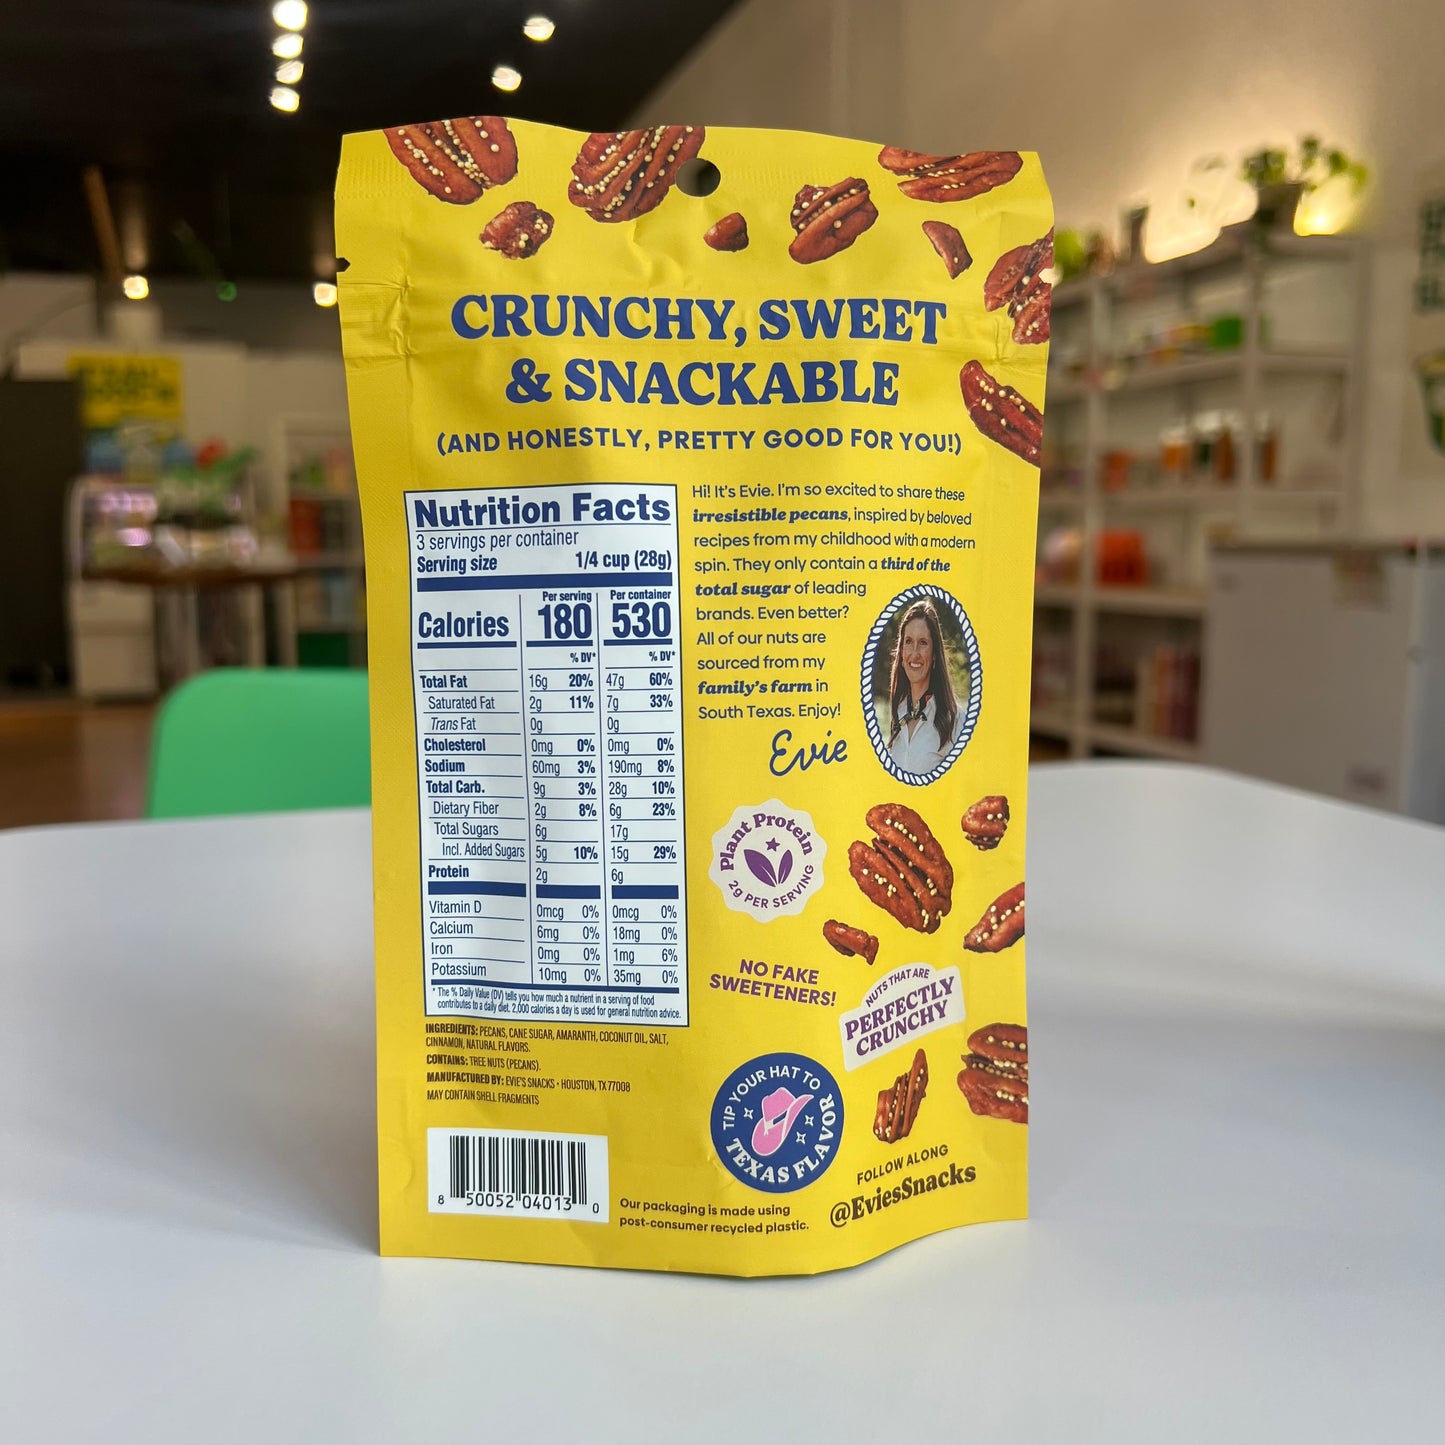 CRUNCHY, SWEET
& SNACKABLE
(AND HONESTLY, PRETTY GOOD FOR YOU!)
Nutrition Facts
3 servings per container
Serving size 1/4 cup (28g)
Per serving Per container
Calories 180 530
% DV* % DV*
Total Fat 16g 20% 47g 60%
Saturated Fat 2g 11% 7g 33%
Trans Fat 0g 0g
Cholesterol 0mg 0% 0mg 0%
Sodium 60mg 3% 190mg 8%
Total Carb. 9g 3% 28g 10%
Dietary Fiber 2g 8% 6g 23%
Total Sugars 6g 17g
Incl. Added Sugars 5g 10% 15g 29%
Protein 2g 6g
Vitamin D 0mcg 0% 0mcg 0%
Calcium 6mg 0% 18mg 0%
Iron 0mg 0% 1mg 6%
Potassium 10mg 0% 35mg 0%
* The % Daily Value (DV) tells you how much a nutrient in a serving of food
contributes to a daily diet. 2,000 calories a day is used for general nutrition advice.
INGREDIENTS: PECANS, CANE SUGAR, AMARANTH, COCONUT OIL, SALT,
CINNAMON, NATURAL FLAVORS.
CONTAINS: TREE NUTS (PECANS).
MANUFACTURED BY: EVIE'S SNACKS • HOUSTON, TX 77008
MAY CONTAIN SHELL FRAGMENTS
8 50052 04013 0
Hi! It's Evie. I'm so excited to share these
irresistible pecans, inspired by beloved
recipes from my childhood with a modern
spin. They only contain a third of the
total sugar of leading
brands. Even better?
All of our nuts are
sourced from my
family's farm in
South Texas. Enjoy!
Evie
Plant Protein
2g PER SERVING
NO FAKE
SWEETENERS!
NUTS THAT ARE
PERFECTLY
CRUNCHY
TIP YOUR HAT TO
TEXAS FLAVOR
FOLLOW ALONG
@EviesSnacks
Our packaging is made using
post-consumer recycled plastic.